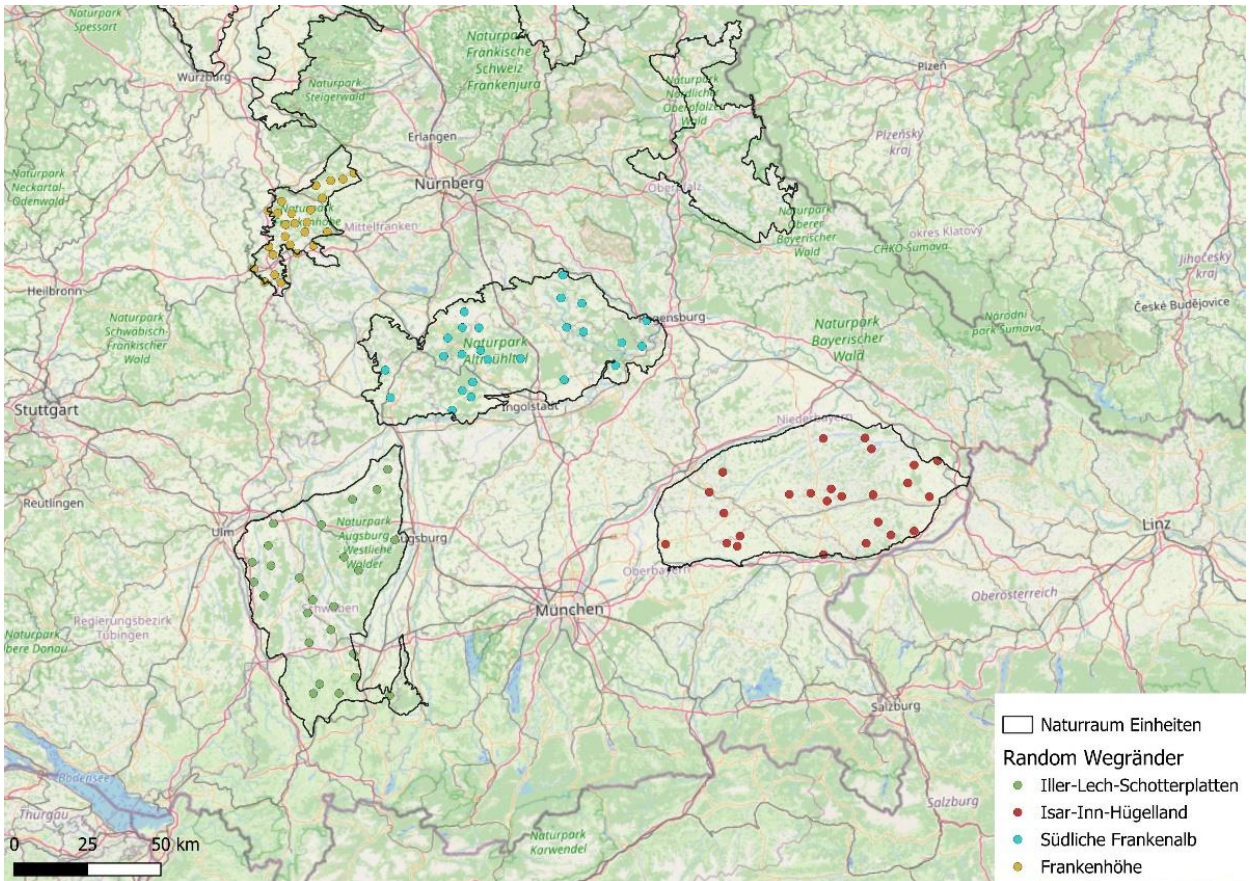 Naturpark
Spessart
Würzburg
Naturpark
Steigerwald
Naturpark
Fränkische
Schweiz
Frankenjura
Naturpark
Nördlicher
Oberpfälzer
Wald
Plzeň
Plzeňský
kraj
Erlangen
Nürnberg
Oberpfalz
Naturpark
Neckartal-
Odenwald
Naturpark
Mittelfranken
Naturpark
Oberer
Bayerischer
Wald
okres Klatovy
CHKO Šumava
Jihočeský
kraj
Heilbronn
České Budějovice
Národní
park Šumava
Naturpark
Schwäbisch-
Fränkischer
Wald
egensburg
Naturpark
Bayerischer
Wald
Naturpark
Altmühltal
Stuttgart
Ingolstadt
Niederbayern
Reutlingen
Ulm
Naturpark
Augsburg
Westliche
Wälder
Augsburg
Linz
Oberbayern
Oberösterreich
Schwaben
München
Regierungsbezirk
Tübingen
Naturpark
bere Donau
Salzburg
Bodensee
Thurgau
Salzburg
Naturpark
Karwendel
0 25 50 km
Naturraum Einheiten
Random Wegränder
Iller-Lech-Schotterplatten
Isar-Inn-Hügelland
Südliche Frankenalb
Frankenhöhe